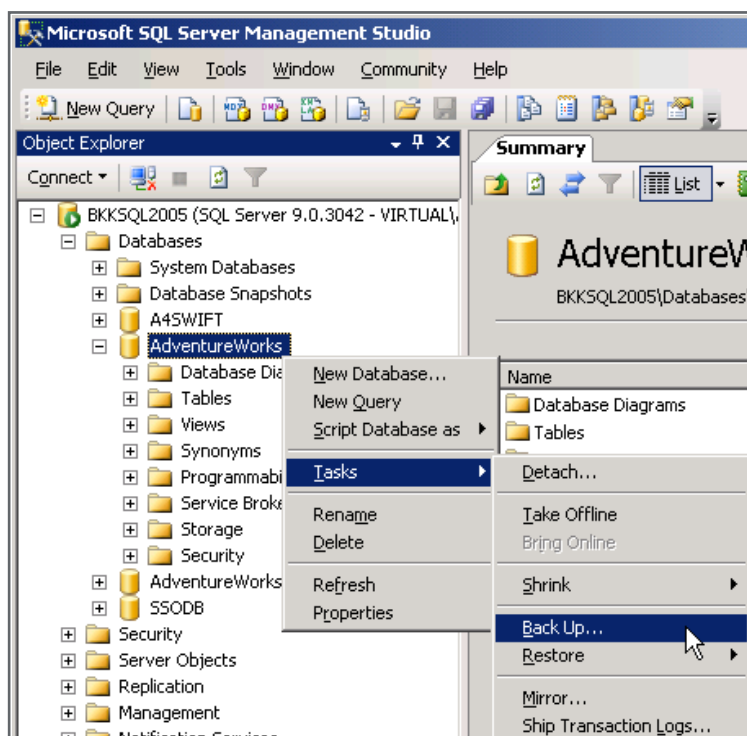 Microsoft SQL Server Management Studio
File Edit View Tools Window Community Help
New Query
Object Explorer
Connect
BKKSQL2005 (SQL Server 9.0.3042 - VIRTUAL\
Databases
System Databases
Database Snapshots
A4SWIFT
AdventureWorks
Database Dia
Tables
Views
Synonyms
Programmabi
Service Broke
Storage
Security
AdventureWorks
SSODB
Security
Server Objects
Replication
Management
Notification Services
New Database...
New Query
Script Database as
Tasks
Rename
Delete
Refresh
Properties
Summary
List
AdventureW
BKKSQL2005\Databases
Name
Database Diagrams
Tables
Detach...
Take Offline
Bring Online
Shrink
Back Up...
Restore
Mirror...
Ship Transaction Logs...